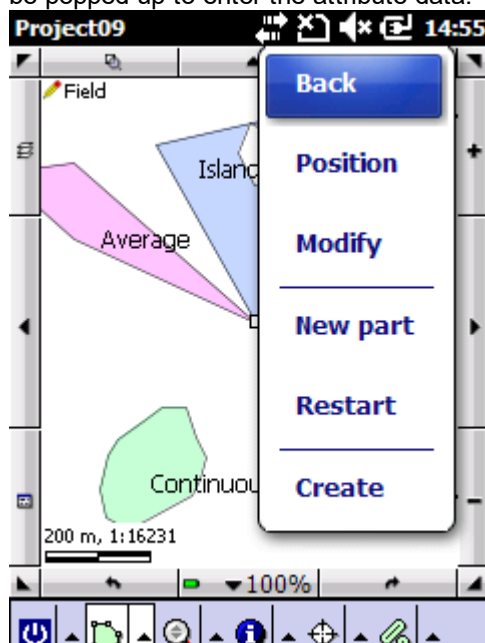 be popped up to enter the attribute data.
Project09 14:55
Field
Back
Position
Modify
New part
Restart
Create
Average
200 m, 1:16231
100%